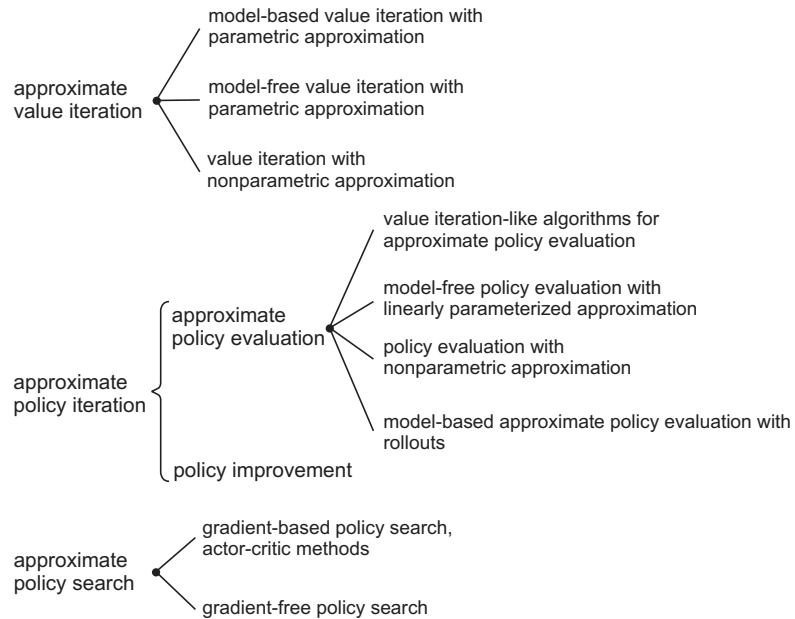 model-based value iteration with
parametric approximation
approximate
value iteration
model-free value iteration with
parametric approximation
value iteration with
nonparametric approximation
value iteration-like algorithms for
approximate policy evaluation
approximate
policy evaluation
model-free policy evaluation with
linearly parameterized approximation
policy evaluation with
nonparametric approximation
approximate
policy iteration
model-based approximate policy evaluation with
rollouts
policy improvement
gradient-based policy search,
actor-critic methods
approximate
policy search
gradient-free policy search